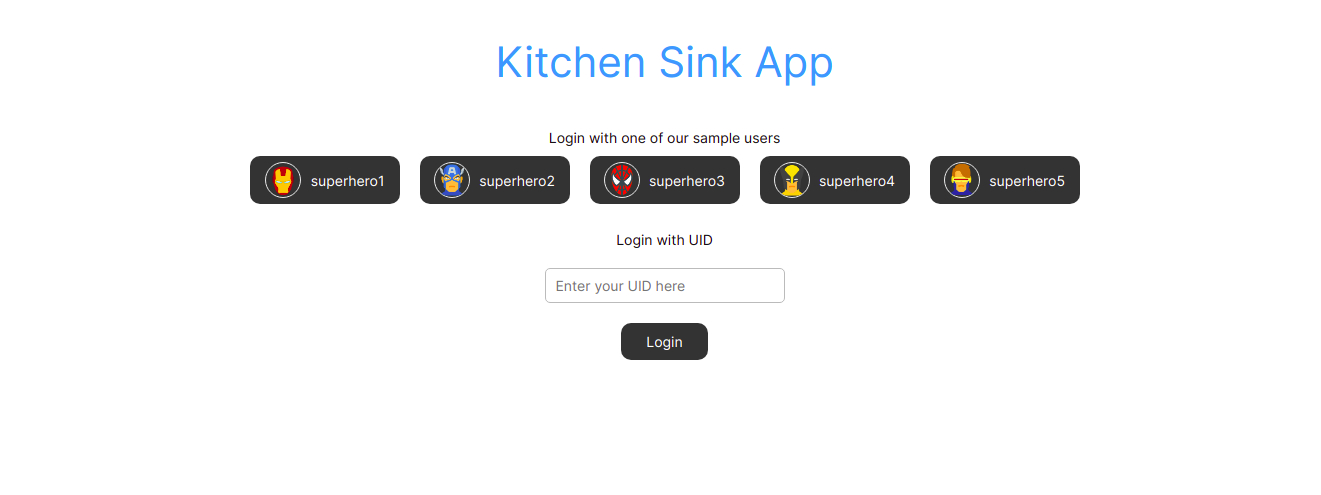 Kitchen Sink App
Login with one of our sample users
superhero1 superhero2 superhero3 superhero4 superhero5
Login with UID
Enter your UID here
Login